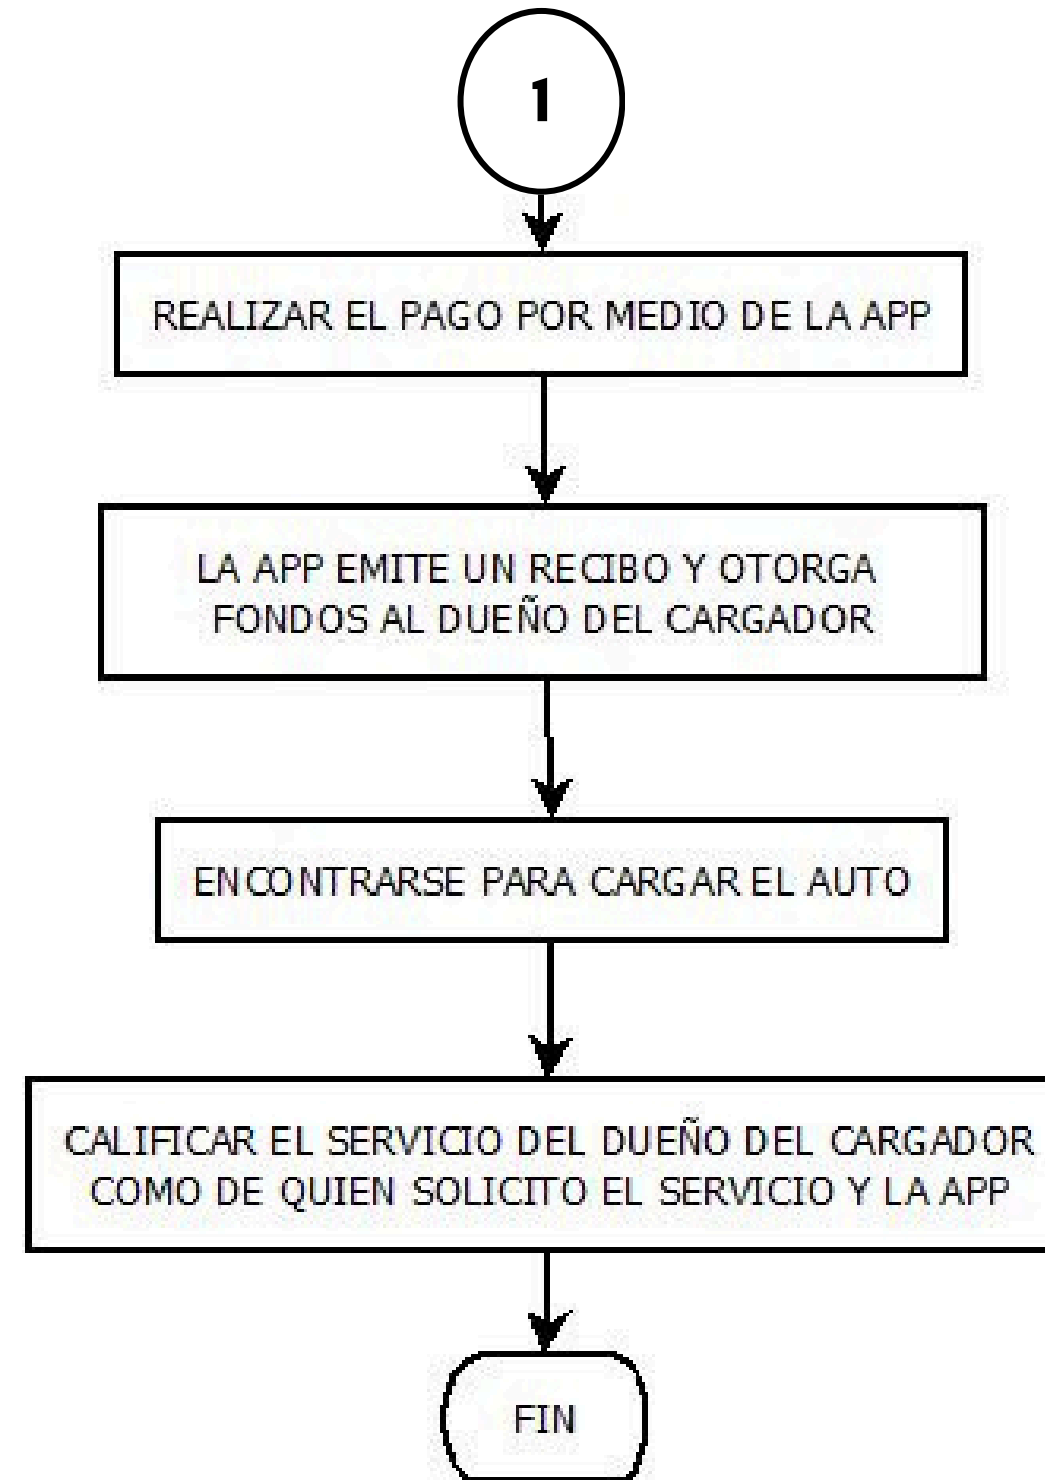 1
REALIZAR EL PAGO POR MEDIO DE LA APP
LA APP EMITE UN RECIBO Y OTORGA
FONDOS AL DUEÑO DEL CARGADOR
ENCONTRARSE PARA CARGAR EL AUTO
CALIFICAR EL SERVICIO DEL DUEÑO DEL CARGADOR
COMO DE QUIEN SOLICITO EL SERVICIO Y LA APP
FIN